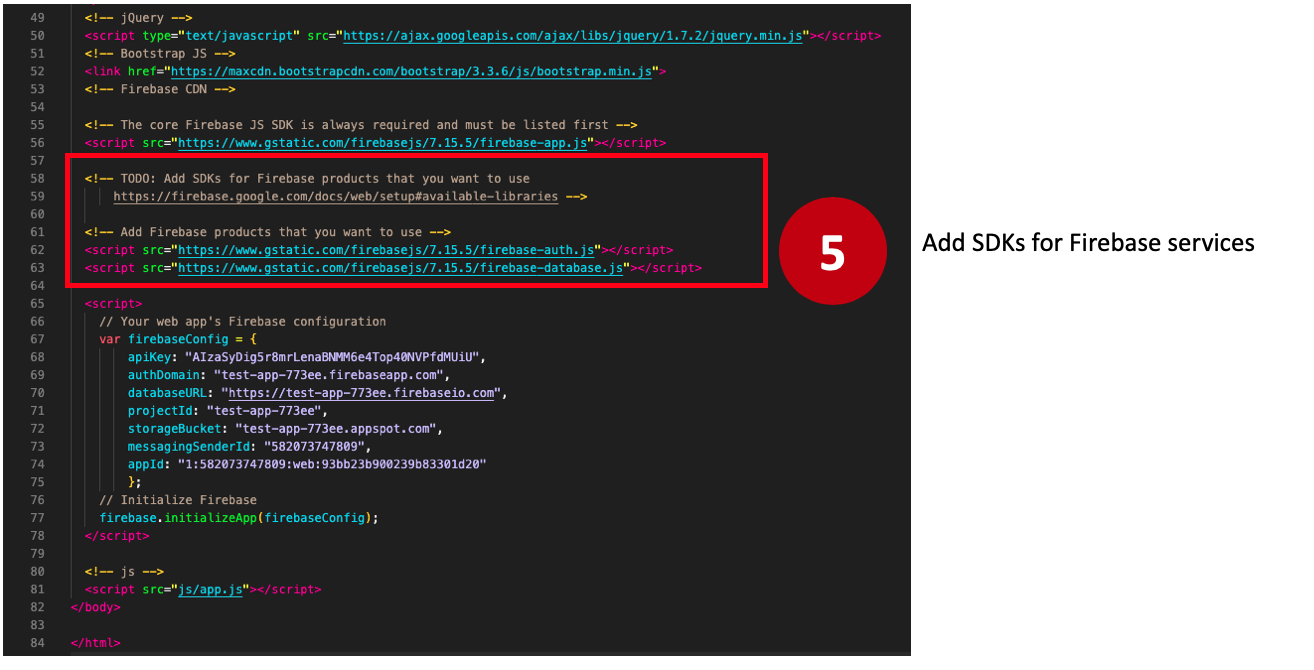 49 <!-- jQuery -->
50 <script type="text/javascript" src="https://ajax.googleapis.com/ajax/libs/jquery/1.7.2/jquery.min.js"></script>
51 <!-- Bootstrap JS -->
52 <link href="https://maxcdn.bootstrapcdn.com/bootstrap/3.3.6/js/bootstrap.min.js">
53 <!-- Firebase CDN -->
54
55 <!-- The core Firebase JS SDK is always required and must be listed first -->
56 <script src="https://www.gstatic.com/firebasejs/7.15.5/firebase-app.js"></script>
57
58 <!-- TODO: Add SDKs for Firebase products that you want to use
59 https://firebase.google.com/docs/web/setup#available-libraries -->
60
61 <!-- Add Firebase products that you want to use -->
62 <script src="https://www.gstatic.com/firebasejs/7.15.5/firebase-auth.js"></script>
63 <script src="https://www.gstatic.com/firebasejs/7.15.5/firebase-database.js"></script>
64
65 <script>
66 // Your web app's Firebase configuration
67 var firebaseConfig = {
68 apiKey: "AIzaSyDig5r8mrLenaBNMM6e4Top40NVPfdMUiU",
69 authDomain: "test-app-773ee.firebaseapp.com",
70 databaseURL: "https://test-app-773ee.firebaseio.com",
71 projectId: "test-app-773ee",
72 storageBucket: "test-app-773ee.appspot.com",
73 messagingSenderId: "582073747809",
74 appId: "1:582073747809:web:93bb23b900239b83301d20"
75 };
76 // Initialize Firebase
77 firebase.initializeApp(firebaseConfig);
78 </script>
79
80 <!-- js -->
81 <script src="js/app.js"></script>
82 </body>
83
84 </html>
5
Add SDKs for Firebase services